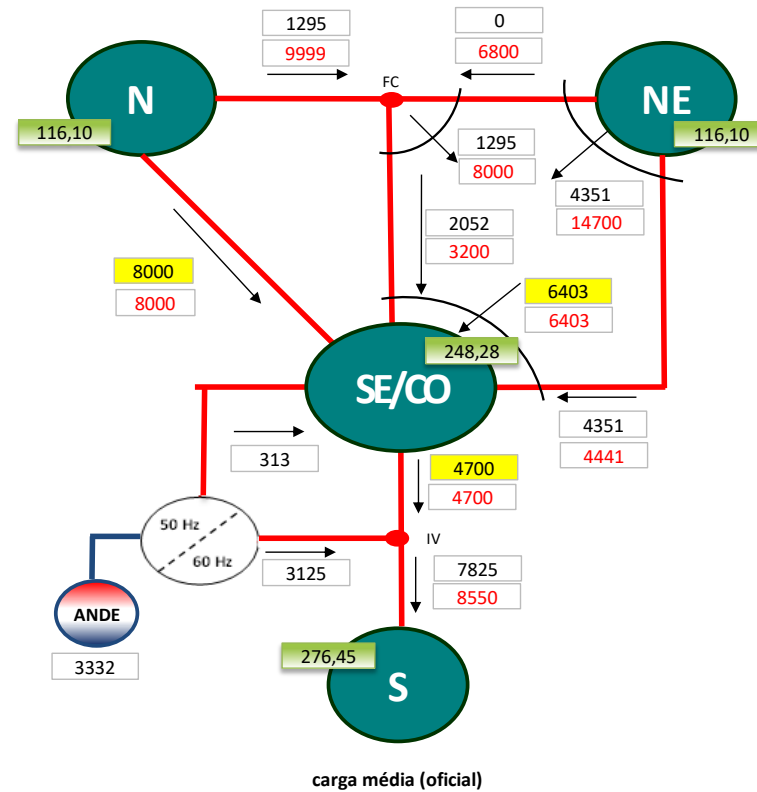 1295
9999
0
6800
FC
N
NE
116,10
116,10
1295
8000
4351
14700
2052
3200
8000
8000
6403
6403
248,28
SE/CO
4351
4441
313
4700
4700
50 Hz
60 Hz
IV
3125
7825
8550
ANDE
3332
276,45
S
carga média (oficial)